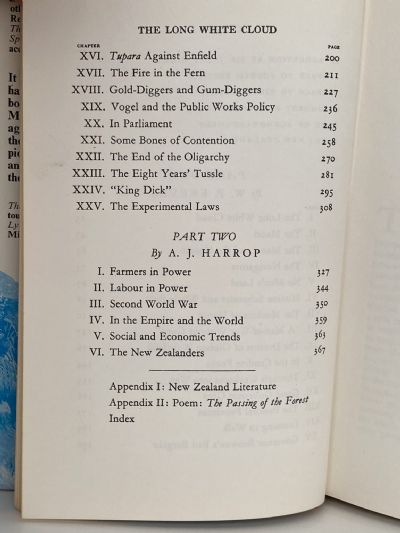 THE LONG WHITE CLOUD
CHAPTER PAGE
XVI. Tupara Against Enfield 200
XVII. The Fire in the Fern 211
XVIII. Gold-Diggers and Gum-Diggers 227
XIX. Vogel and the Public Works Policy 236
XX. In Parliament 245
XXI. Some Bones of Contention 258
XXII. The End of the Oligarchy 270
XXIII. The Eight Years' Tussle 281
XXIV. "King Dick" 295
XXV. The Experimental Laws 308
PART TWO
By A. J. HARROP
I. Farmers in Power 327
II. Labour in Power 344
III. Second World War 350
IV. In the Empire and the World 359
V. Social and Economic Trends 363
VI. The New Zealanders 367
Appendix I: New Zealand Literature
Appendix II: Poem: The Passing of the Forest
Index